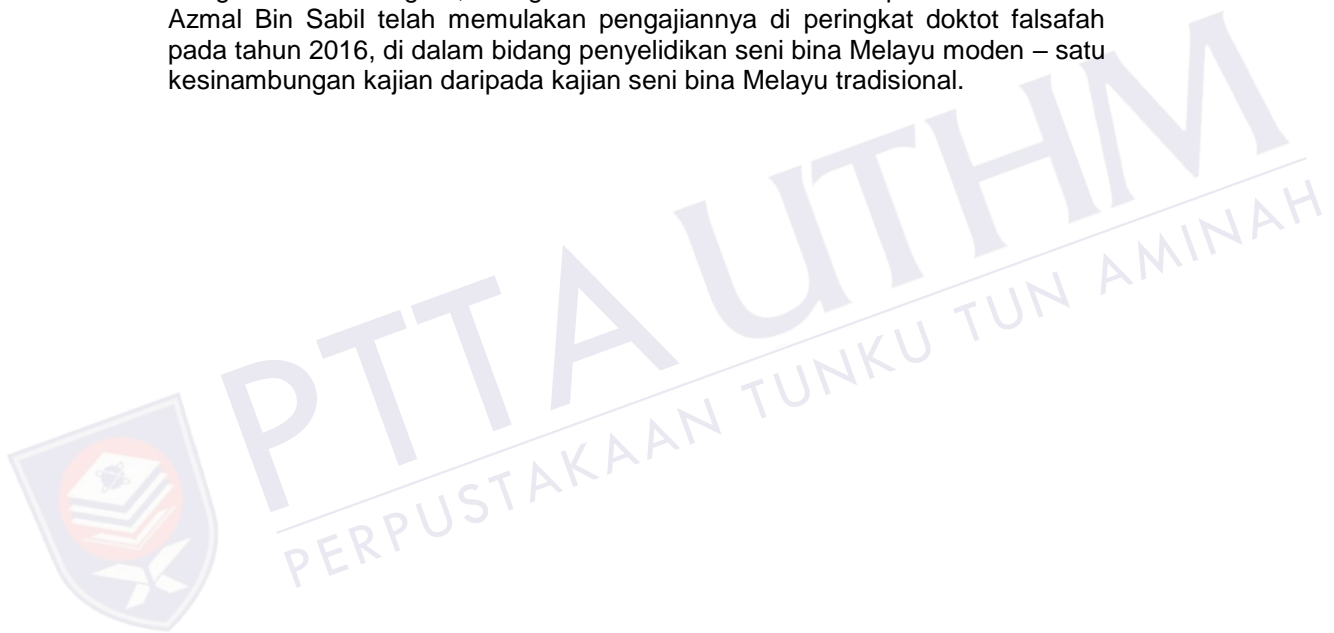 Azmal Bin Sabil telah memulakan pengajiannya di peringkat doktot falsafah
pada tahun 2016, di dalam bidang penyelidikan seni bina Melayu moden – satu
kesinambungan kajian daripada kajian seni bina Melayu tradisional.
PTTA UTHM
PERPUSTAKAAN TUNKU TUN AMINAH